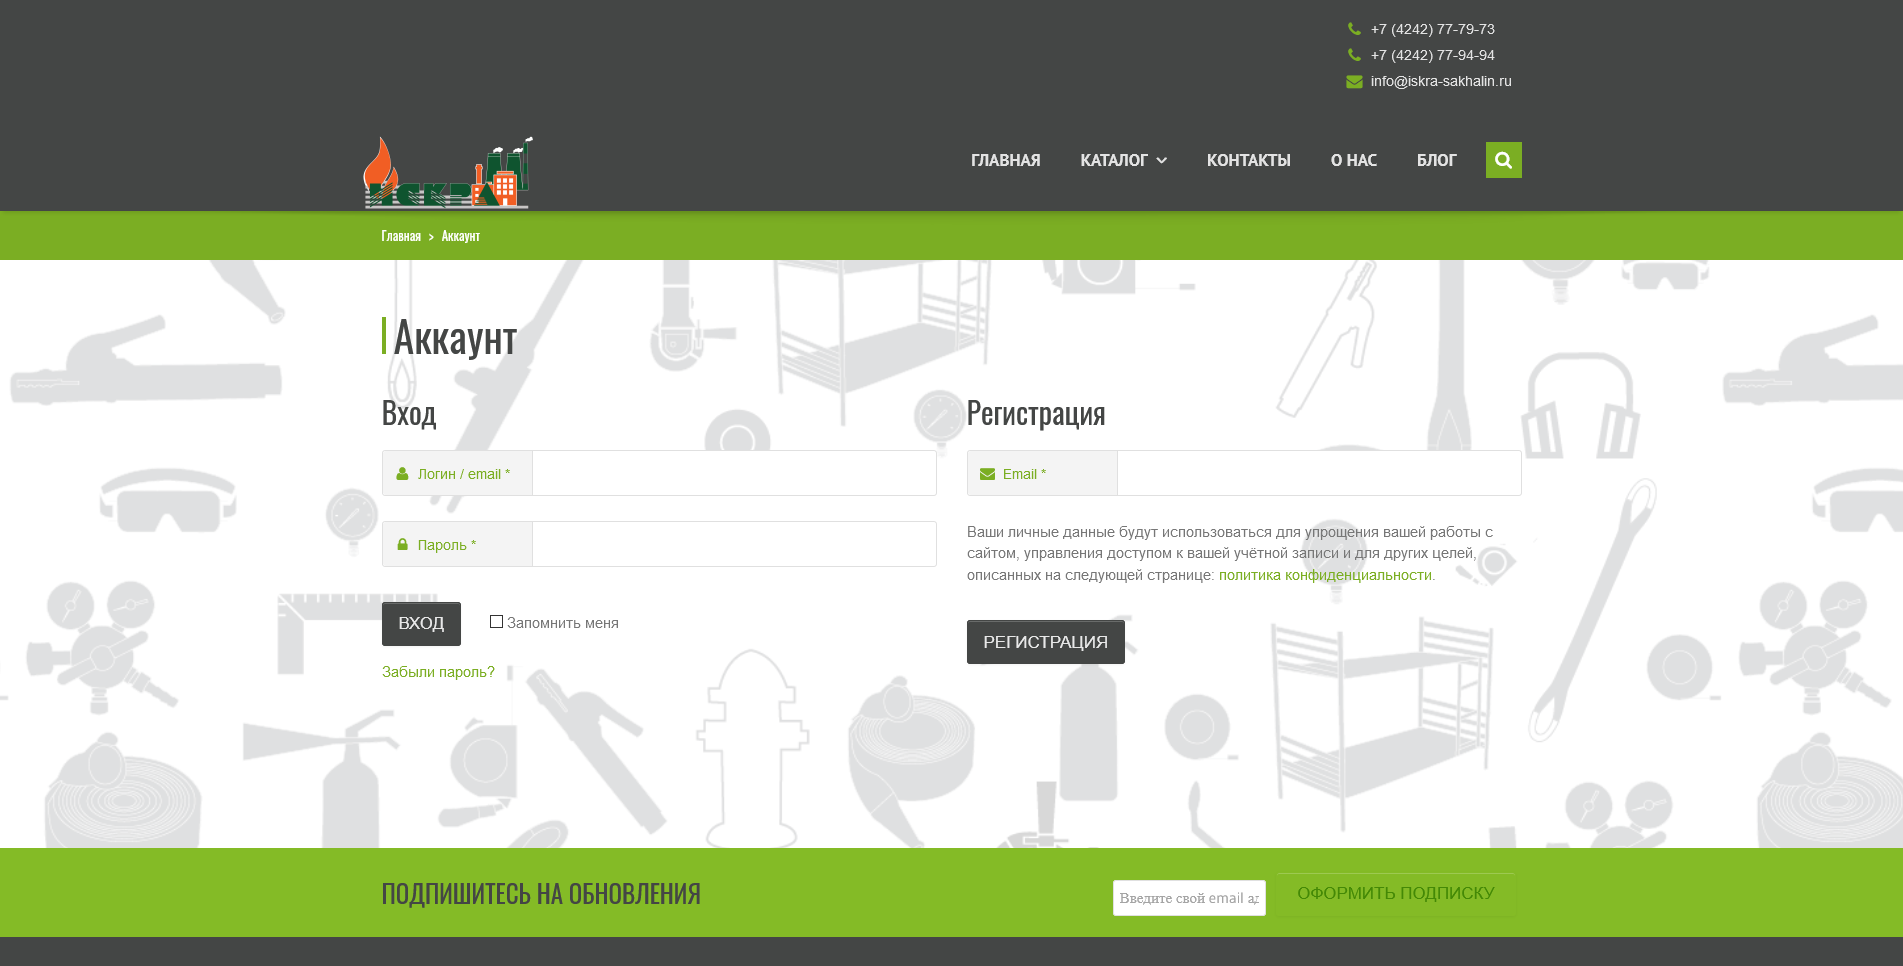 +7 (4242) 77-79-73
+7 (4242) 77-94-94
info@iskra-sakhalin.ru
ИСКРА
ГЛАВНАЯ КАТАЛОГ КОНТАКТЫ О НАС БЛОГ
Главная > Аккаунт
Аккаунт
Вход
Логин / email *
Пароль *
ВХОД Запомнить меня
Забыли пароль?
Регистрация
Email *
Ваши личные данные будут использоваться для упрощения вашей работы с
сайтом, управления доступом к вашей учётной записи и для других целей,
описанных на следующей странице: политика конфиденциальности.
РЕГИСТРАЦИЯ
ПОДПИШИТЕСЬ НА ОБНОВЛЕНИЯ
Введите свой email ад
ОФОРМИТЬ ПОДПИСКУ